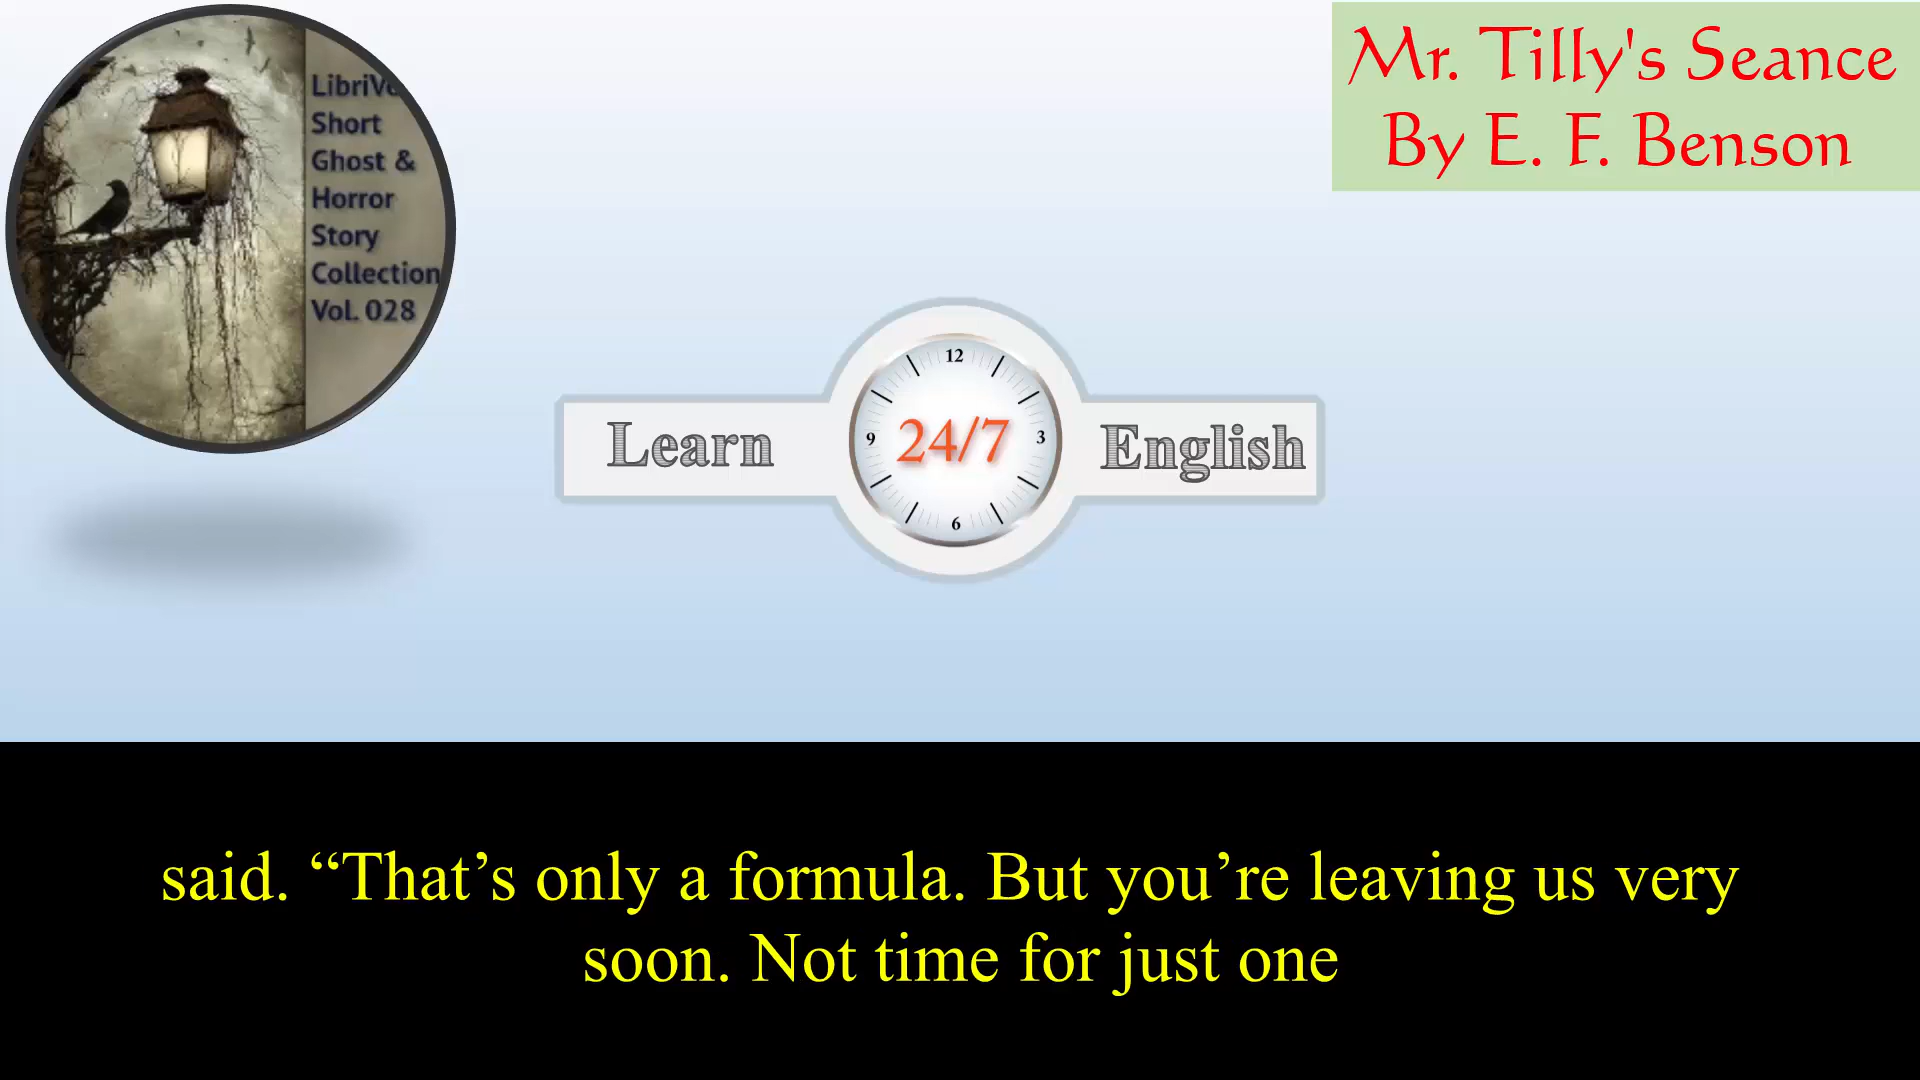 LibriVo
Short
Ghost &
Horror
Story
Collection
Vol. 028
Mr. Tilly's Seance
By E. F. Benson
Learn
12
9
24/7
3
6
English
said. “That’s only a formula. But you’re leaving us very
soon. Not time for just one